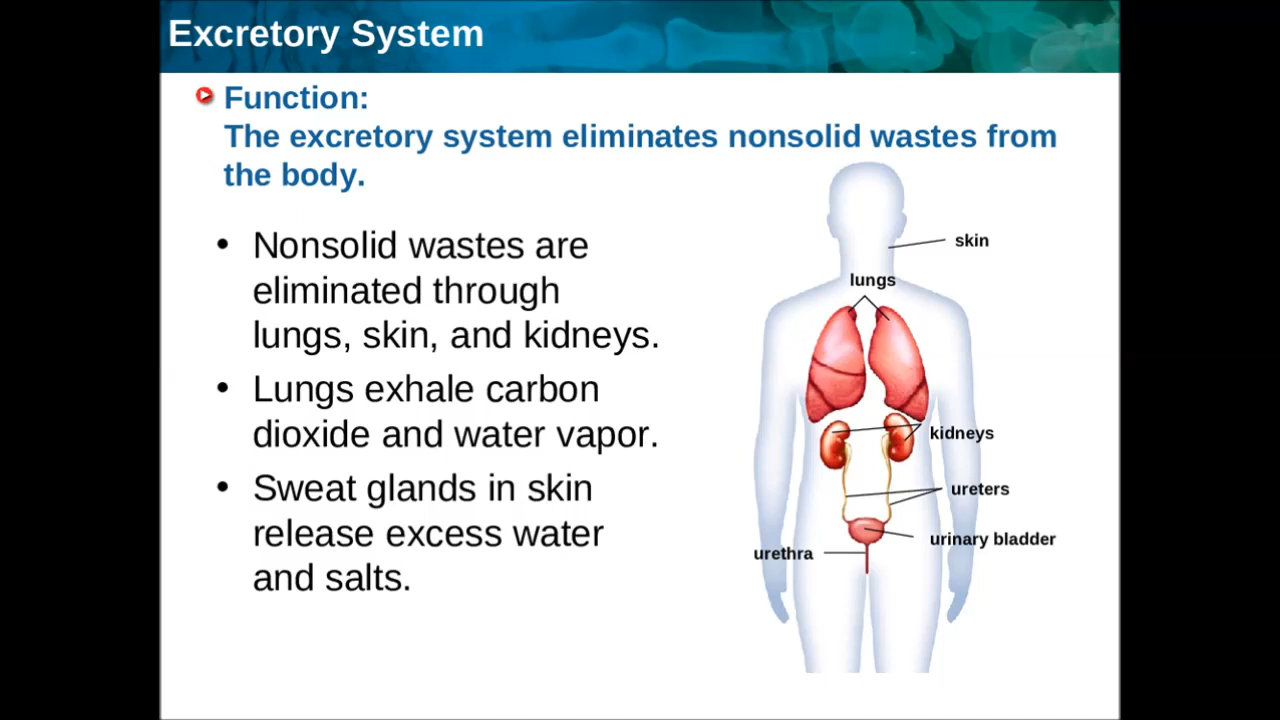 Excretory System
Function:
The excretory system eliminates nonsolid wastes from
the body.
• Nonsolid wastes are
eliminated through
lungs, skin, and kidneys.
• Lungs exhale carbon
dioxide and water vapor.
• Sweat glands in skin
release excess water
and salts.
skin
lungs
kidneys
ureters
urinary bladder
urethra